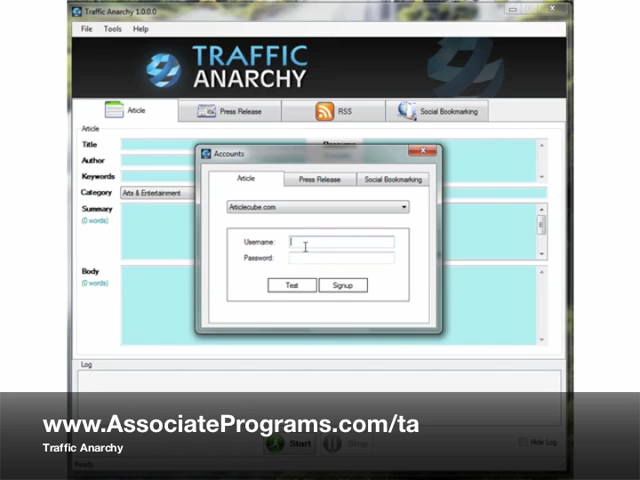 Traffic Anarchy 1.0.0.0
File Tools Help
TRAFFIC
ANARCHY
Article Press Release RSS Social Bookmarking
Article
Title
Author
Keywords
Category Arts & Entertainment
Summary
(0 words)
Body
(0 words)
Accounts
Article Press Release Social Bookmarking
Articlecube.com
Username:
Password:
Test Signup
Log
www.AssociatePrograms.com/ta
Traffic Anarchy
Start Stop Hide Log
Ready